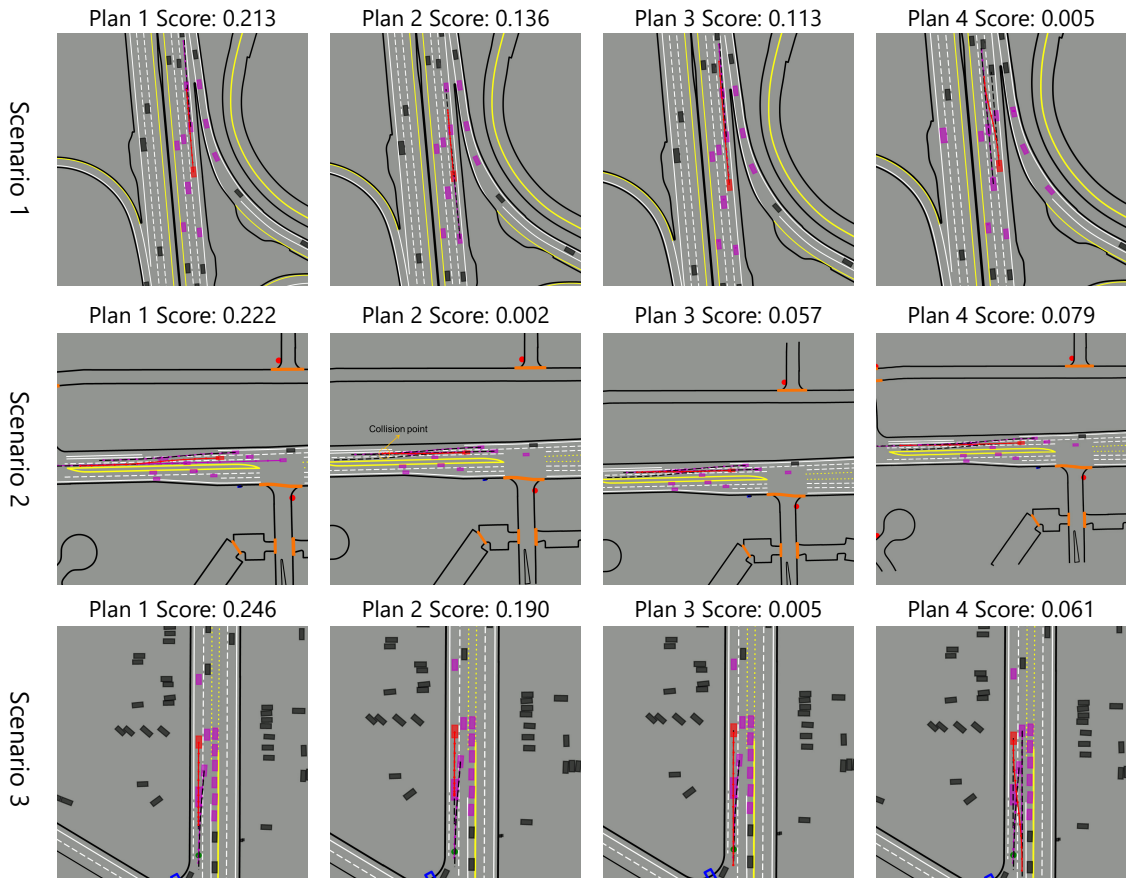 Plan 1 Score: 0.213
Plan 2 Score: 0.136
Plan 3 Score: 0.113
Plan 4 Score: 0.005
Scenario 1
Plan 1 Score: 0.222
Plan 2 Score: 0.002
Plan 3 Score: 0.057
Plan 4 Score: 0.079
Scenario 2
Collision point
Plan 1 Score: 0.246
Plan 2 Score: 0.190
Plan 3 Score: 0.005
Plan 4 Score: 0.061
Scenario 3